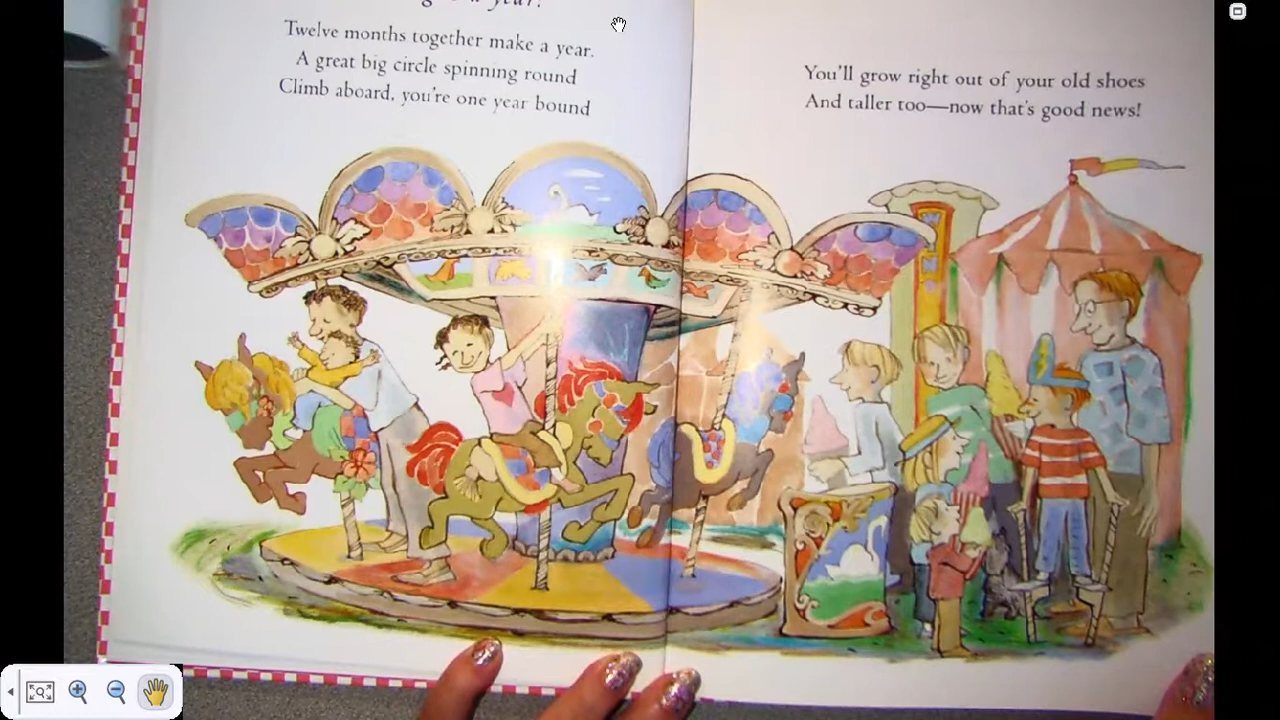 a year?
Twelve months together make a year.
A great big circle spinning round
Climb aboard, you're one year bound
You'll grow right out of your old shoes
And taller too—now that's good news!